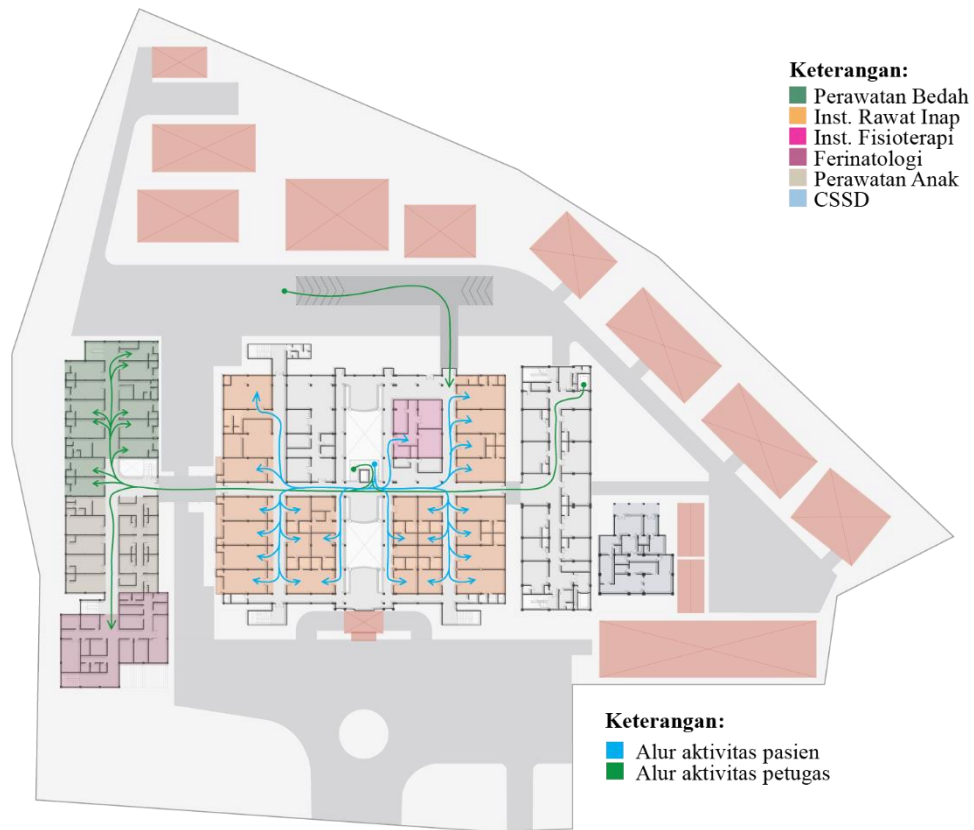 Keterangan:
Perawatan Bedah
Inst. Rawat Inap
Inst. Fisioterapi
Ferinatologi
Perawatan Anak
CSSD
Keterangan:
Alur aktivitas pasien
Alur aktivitas petugas